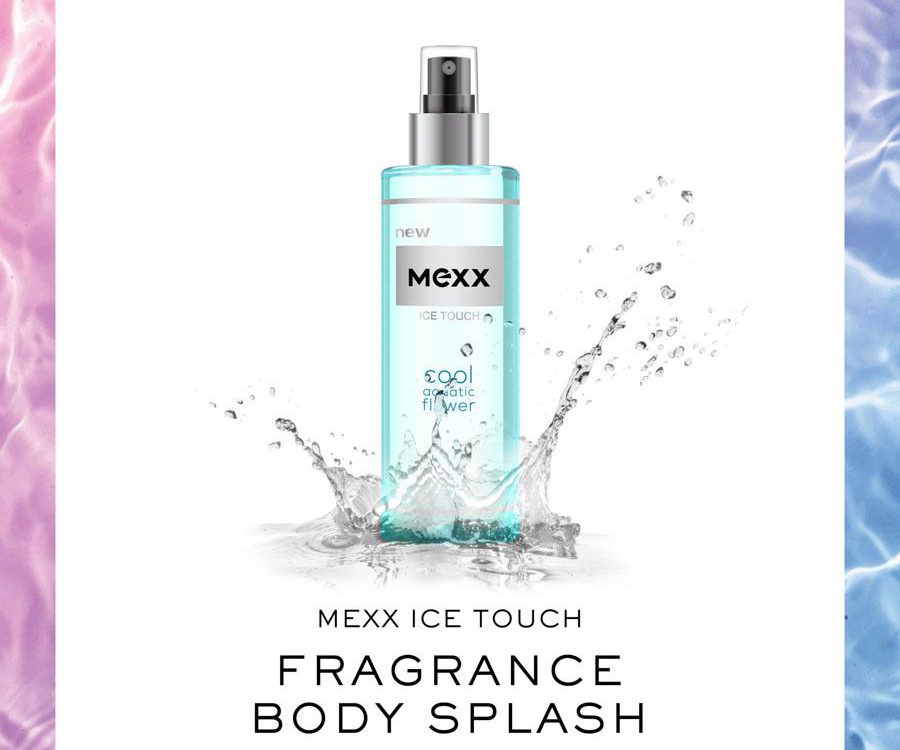 new
mexx
ICE TOUCH
cool
aquatic
flower
MEXX ICE TOUCH
FRAGRANCE
BODY SPLASH